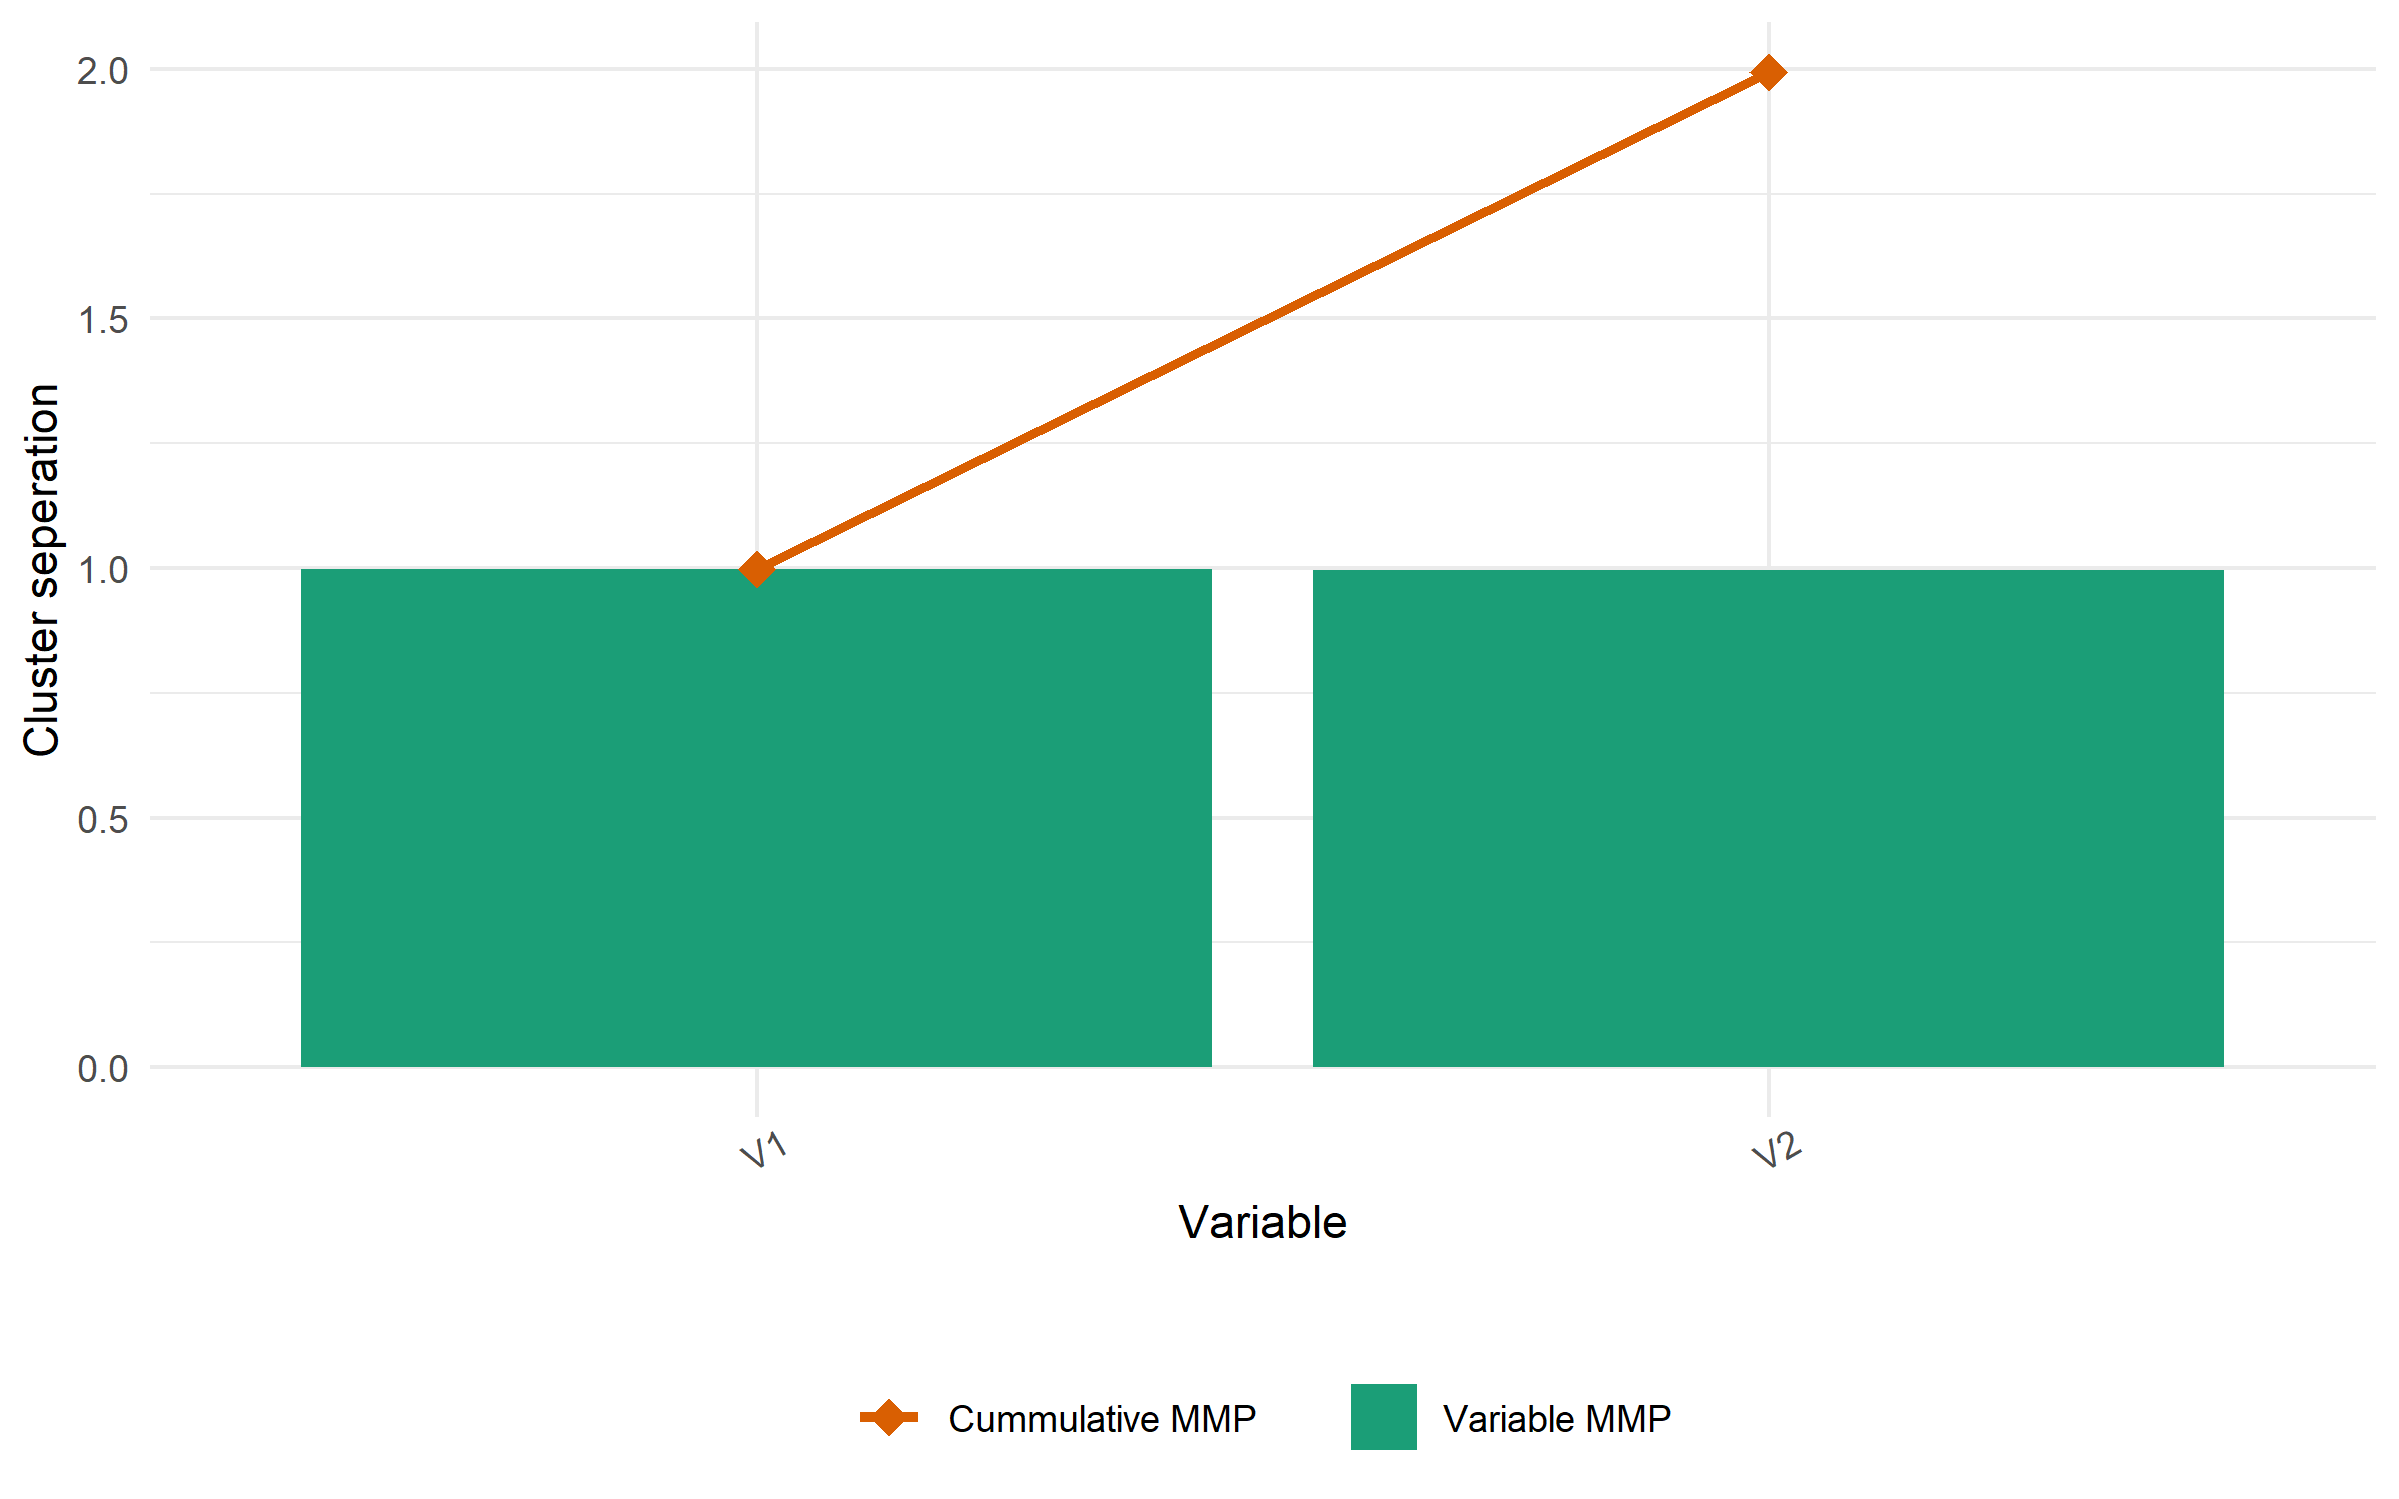 2.0
1.5
1.0
0.5
0.0
Cluster seperation
V1
V2
Variable
Cummulative MMP
Variable MMP